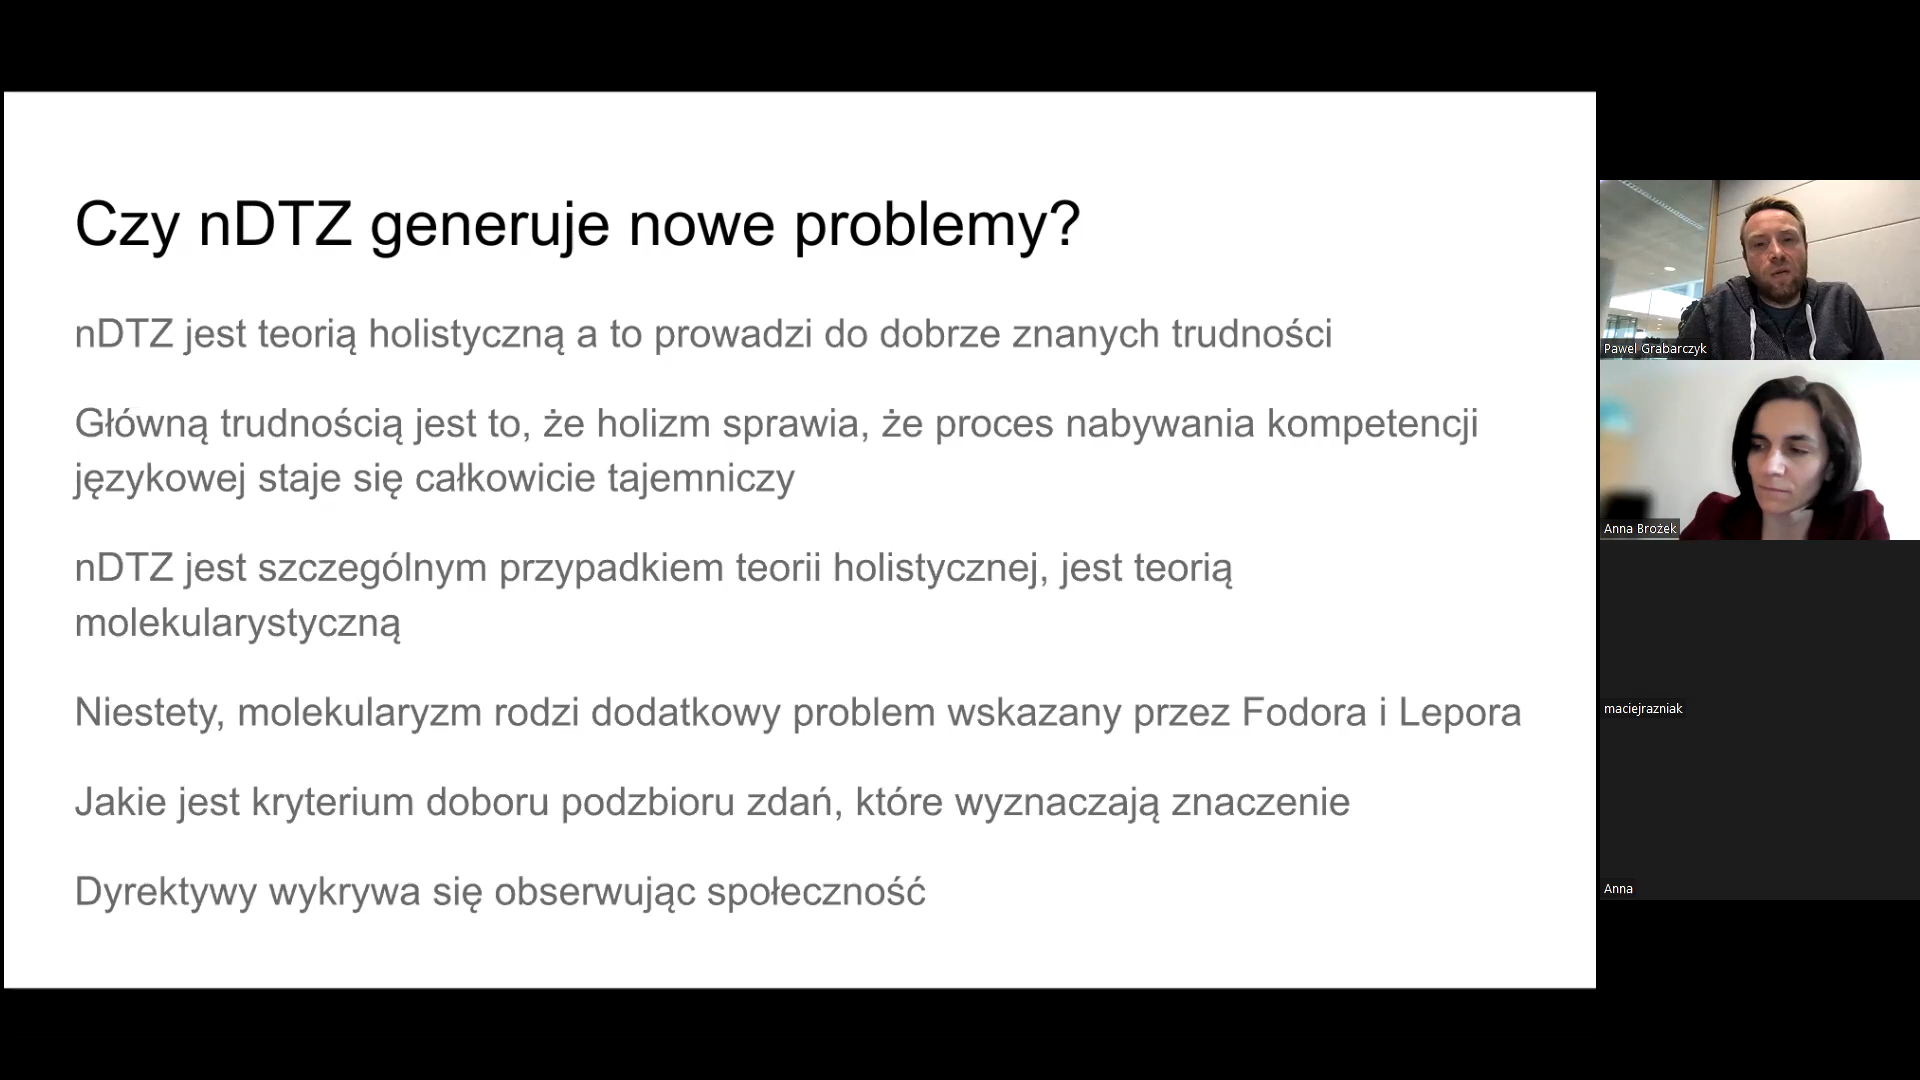 Czy nDTZ generuje nowe problemy?
nDTZ jest teorią holistyczną a to prowadzi do dobrze znanych trudności
Główną trudnością jest to, że holizm sprawia, że proces nabywania kompetencji
językowej staje się całkowicie tajemniczy
nDTZ jest szczególnym przypadkiem teorii holistycznej, jest teorią
molekularystyczną
Niestety, molekularyzm rodzi dodatkowy problem wskazany przez Fodora i Lepora
Jakie jest kryterium doboru podzbioru zdań, które wyznaczają znaczenie
Dyrektywy wykrywa się obserwując społeczność
Pawel Grabarczyk
Anna Brożek
maciejrazniak
Anna